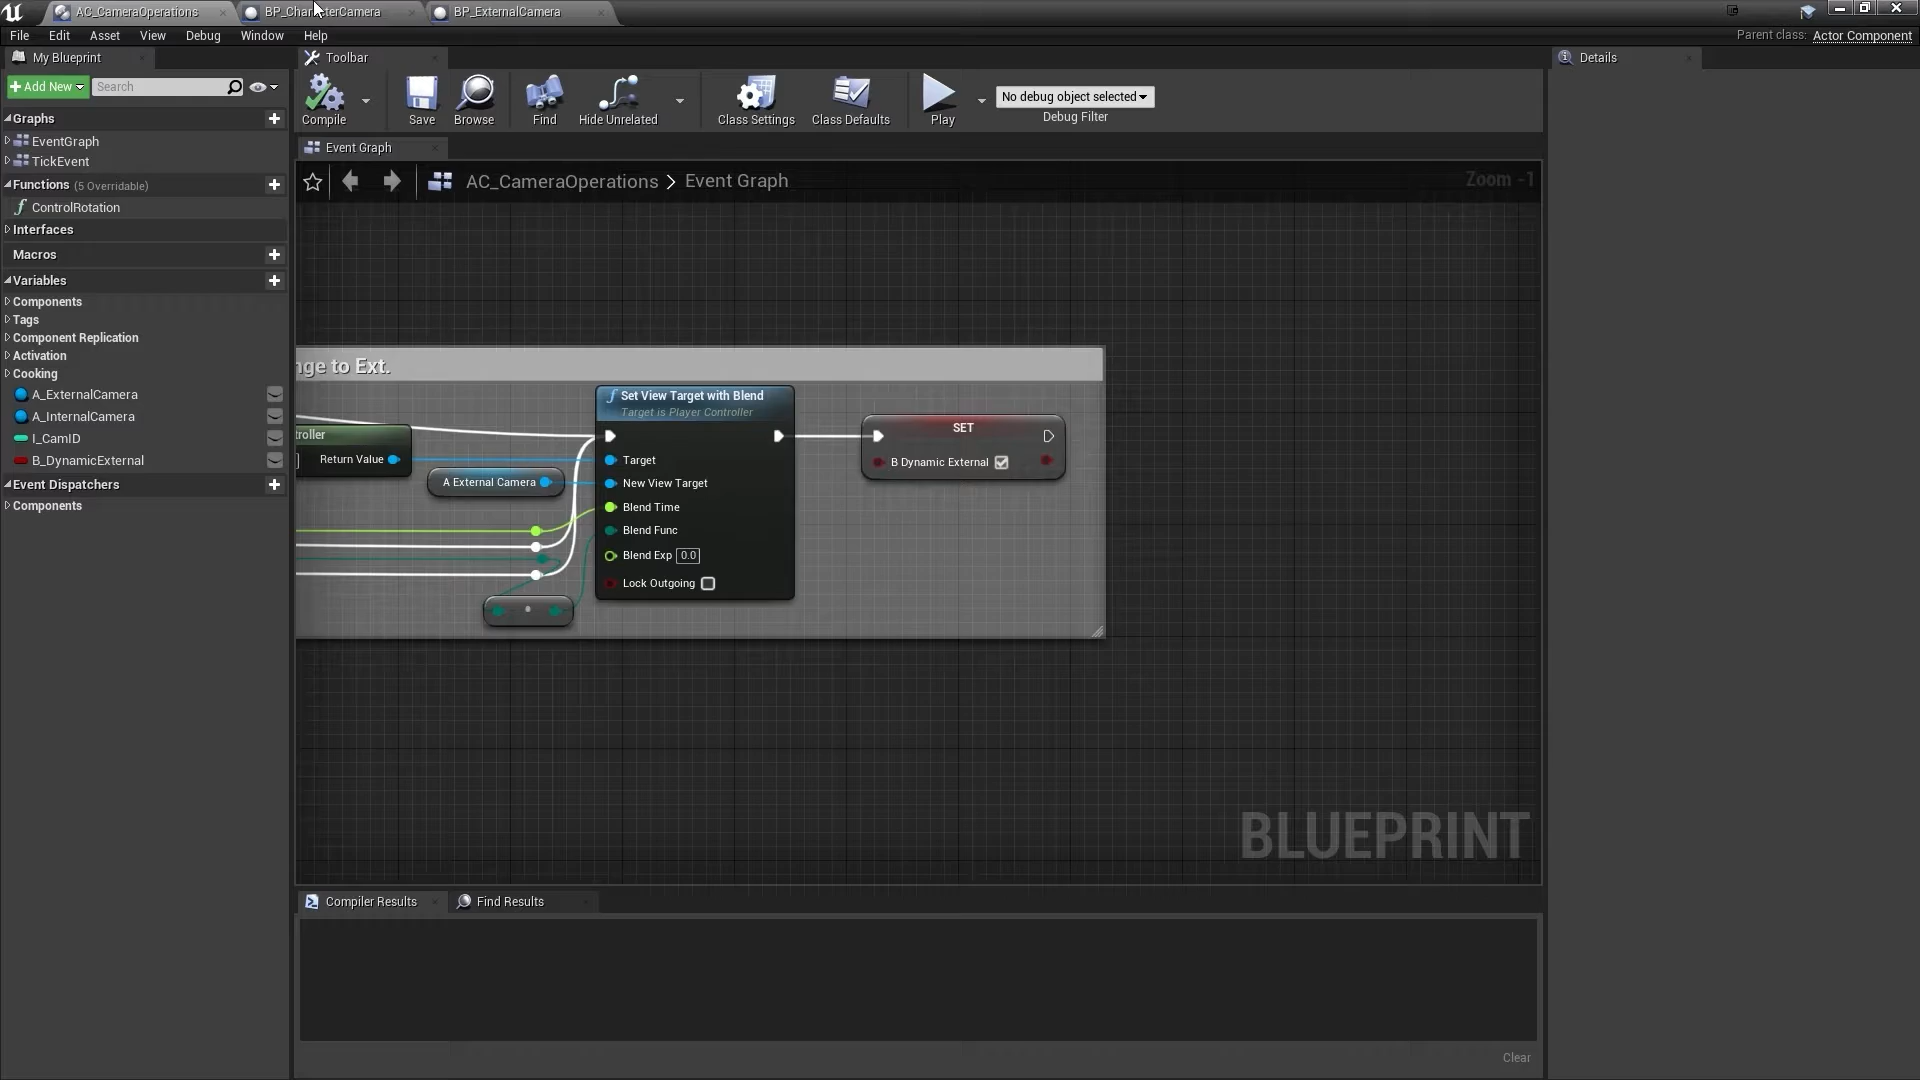 AC_CameraOperations
BP_CharacterCamera
BP_ExternalCamera
File Edit Asset View Debug Window Help
Parent class: Actor Component
My Blueprint
Toolbar
Details
Add New
Search
Compile
Save
Browse
Find
Hide Unrelated
Class Settings
Class Defaults
Play
No debug object selected
Debug Filter
Graphs
EventGraph
TickEvent
Functions (5 Overridable)
ControlRotation
Interfaces
Macros
Variables
Components
Tags
Component Replication
Activation
Cooking
A_ExternalCamera
A_InternalCamera
I_CamID
B_DynamicExternal
Event Dispatchers
Components
Event Graph
AC_CameraOperations > Event Graph
Zoom -1
nge to Ext.
roller
Return Value
A External Camera
Set View Target with Blend
Target is Player Controller
Target
New View Target
Blend Time
Blend Func
Blend Exp 0.0
Lock Outgoing
SET
B Dynamic External
BLUEPRINT
Compiler Results
Find Results
Clear